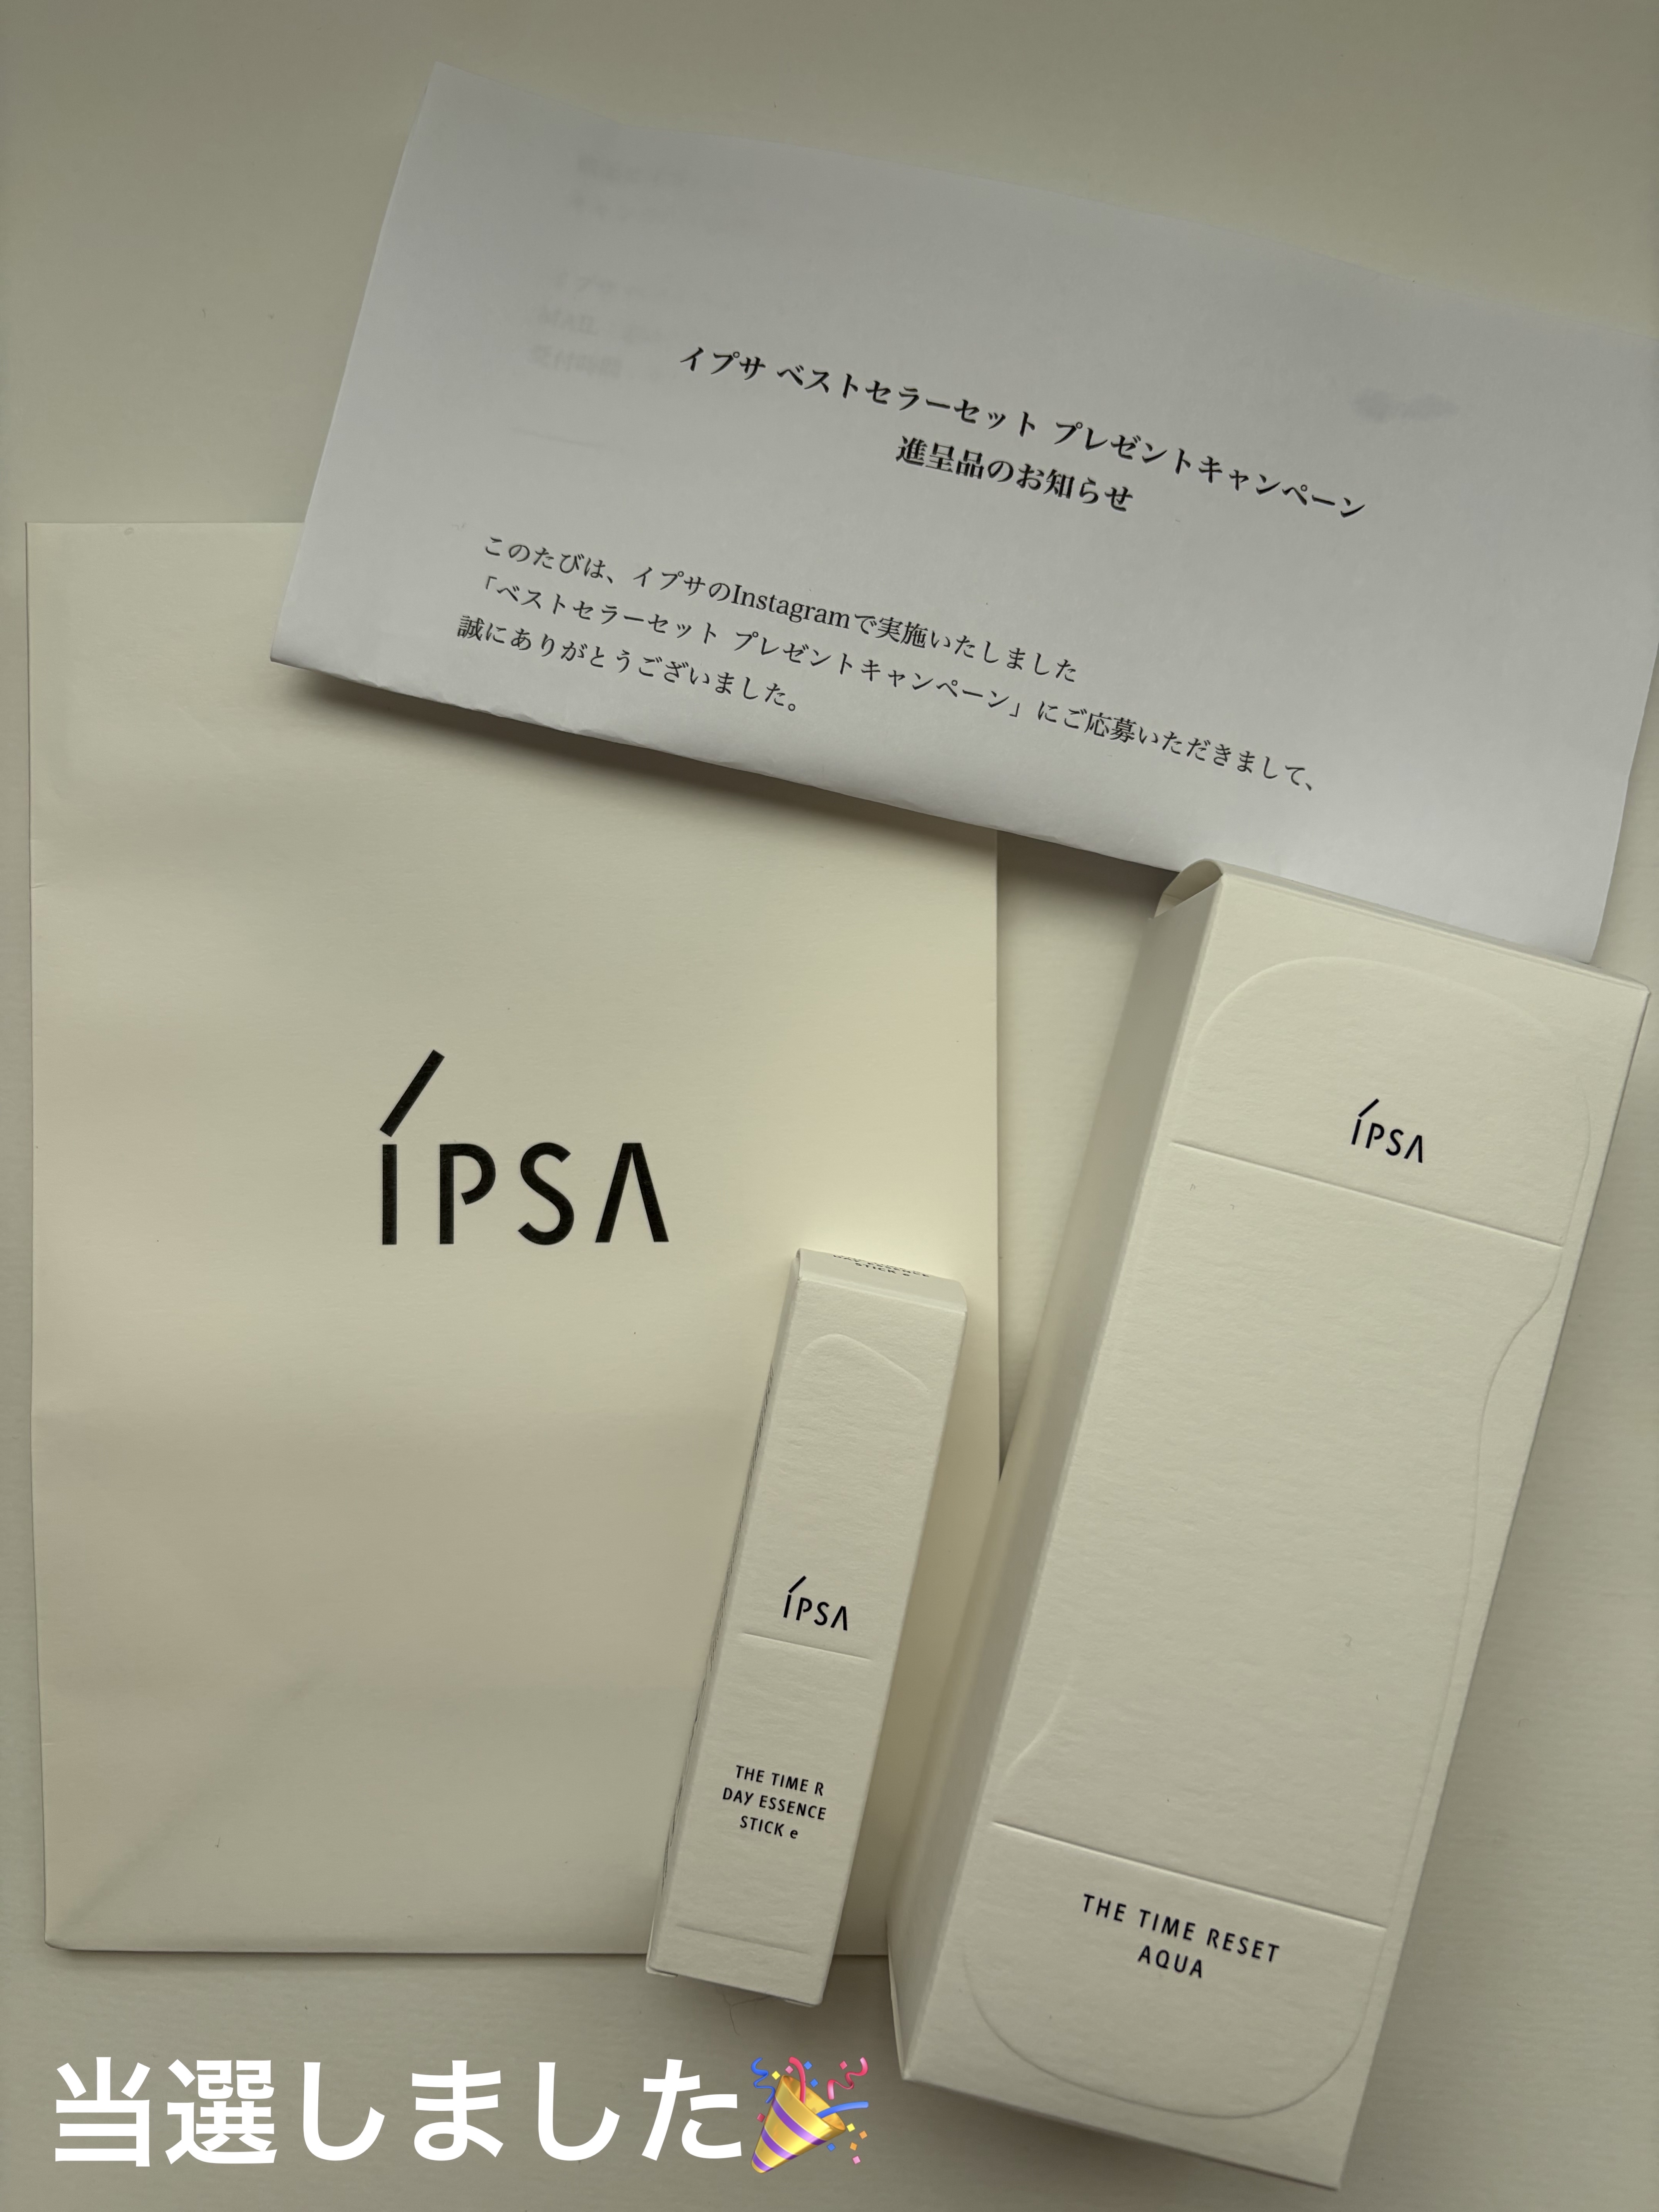 イプサ ベストセラーセット プレゼントキャンペーン
進呈品のお知らせ
このたびは、イプサのInstagramで実施いたしました
「ベストセラーセット プレゼントキャンペーン」にご応募いただきまして、
誠にありがとうございました。
IPSA
IPSA
DAY ESSENCE
STICK e
IPSA
THE TIME R
DAY ESSENCE
STICK e
THE TIME RESET
AQUA
当選しました🎉